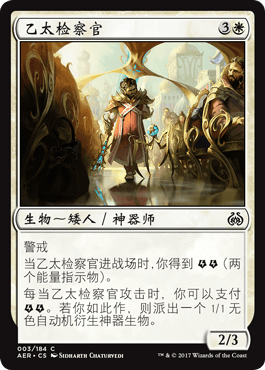 乙太检察官 3
生物～矮人 / 神器师
警戒
当乙太检察官进战场时，你得到（两
个能量指示物）。
每当乙太检察官攻击时，你可以支付
。若你如此作，则派出一个 1/1 无
色自动机衍生神器生物。
2/3
003/184 C
AER • CS SIDHARTH CHATURVEDI
™ & © 2017 Wizards of the Coast